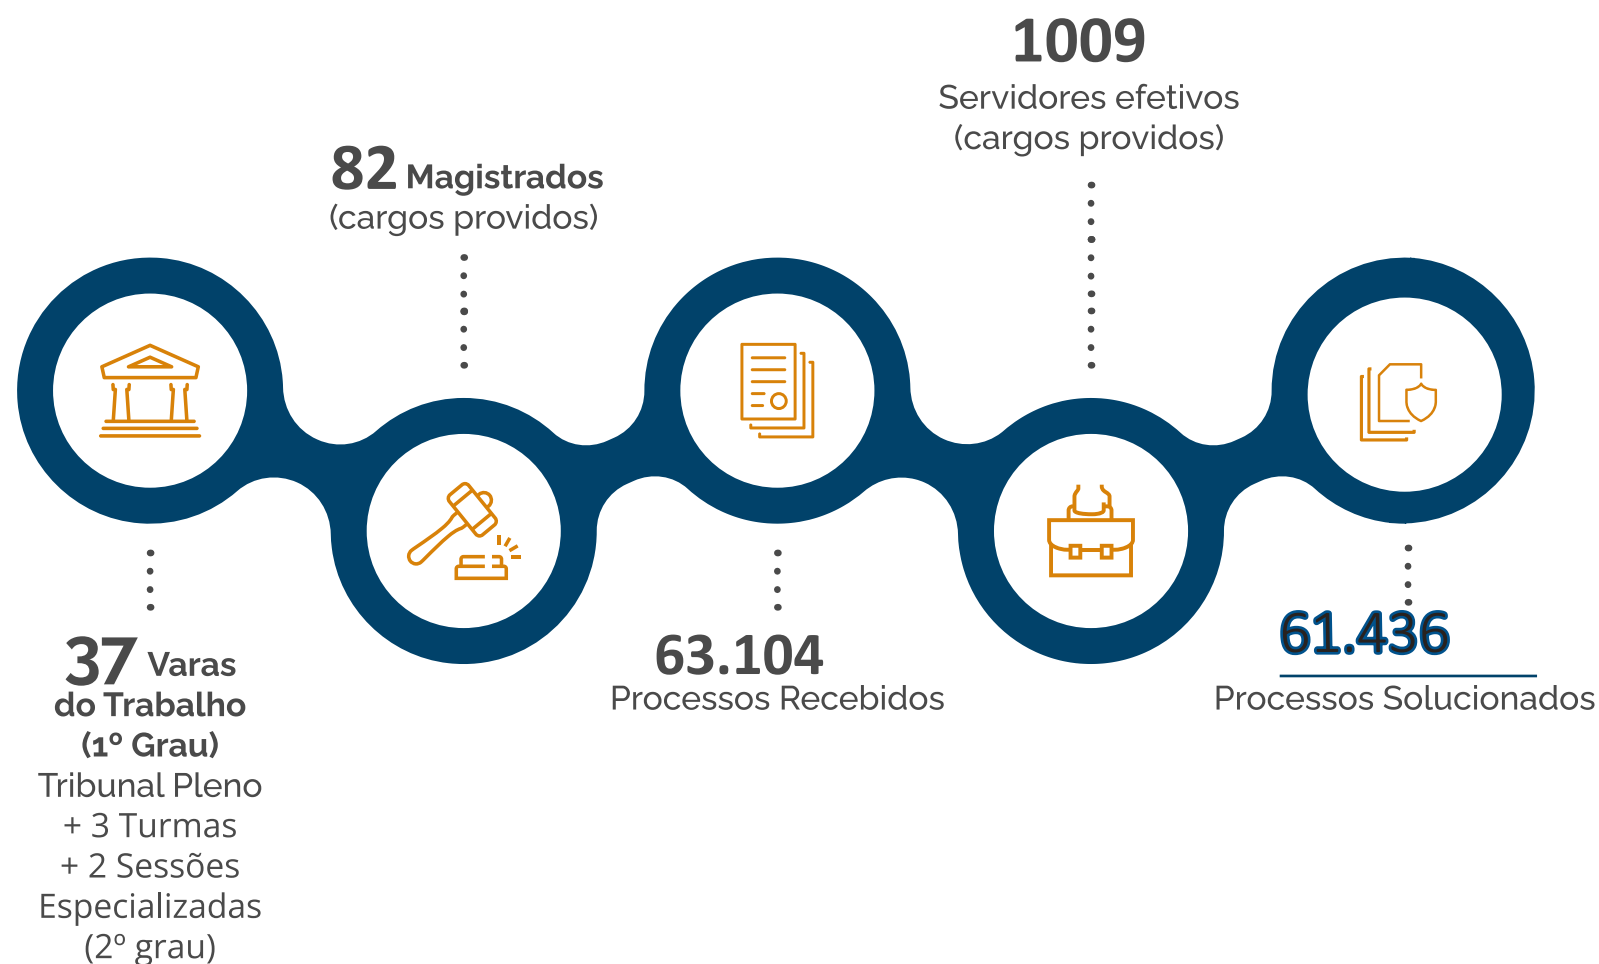 37 Varas
do Trabalho
(1º Grau)
Tribunal Pleno
+ 3 Turmas
+ 2 Sessões
Especializadas
(2º grau)
82 Magistrados
(cargos providos)
63.104
Processos Recebidos
1009
Servidores efetivos
(cargos providos)
61.436
Processos Solucionados